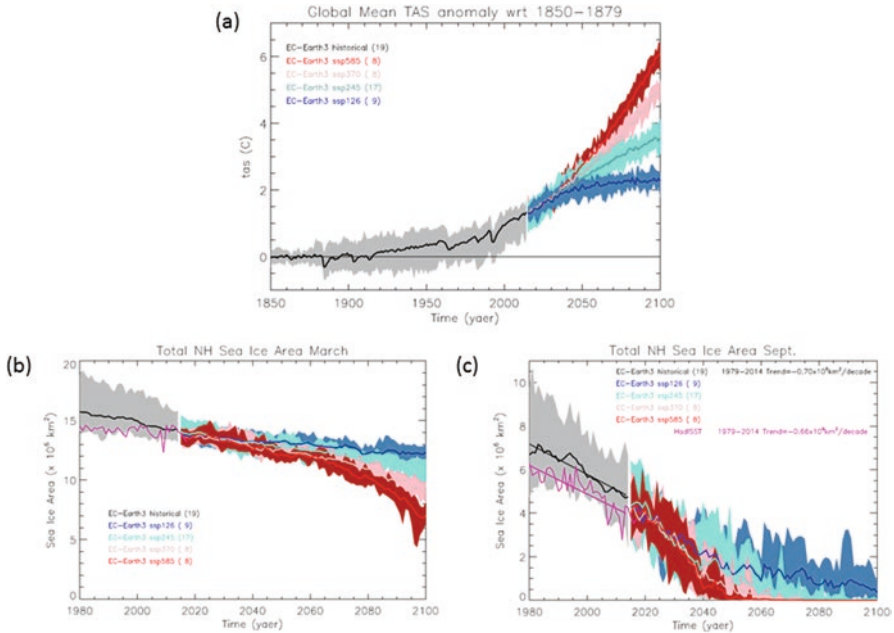 (a)
Global Mean TAS anomaly wrt 1850-1879
EC-Earth3 historical (19)
EC-Earth3 ssp585 ( 8)
EC-Earth3 ssp370 ( 8)
EC-Earth3 ssp245 (17)
EC-Earth3 ssp126 ( 9)
tas (C)
6
4
2
0
1850 1900 1950 2000 2050 2100
Time (yaer)
(b)
Total NH Sea Ice Area March
Sea Ice Area (x 10⁶ km²)
20
15
10
5
0
EC-Earth3 historical (19)
EC-Earth3 ssp126 ( 9)
EC-Earth3 ssp245 (17)
EC-Earth3 ssp370 ( 8)
EC-Earth3 ssp585 ( 8)
1980 2000 2020 2040 2060 2080 2100
Time (yaer)
(c)
Total NH Sea Ice Area Sept.
Sea Ice Area (x 10⁶ km²)
10
8
6
4
2
0
EC-Earth3 historical (19) 1979-2014 Trend=-0.70x10⁶km²/decade
EC-Earth3 ssp126 ( 9)
EC-Earth3 ssp245 (17)
EC-Earth3 ssp370 ( 8)
EC-Earth3 ssp585 ( 8)
HadISST 1979-2014 Trend=-0.66x10⁶km²/decade
1980 2000 2020 2040 2060 2080 2100
Time (yaer)